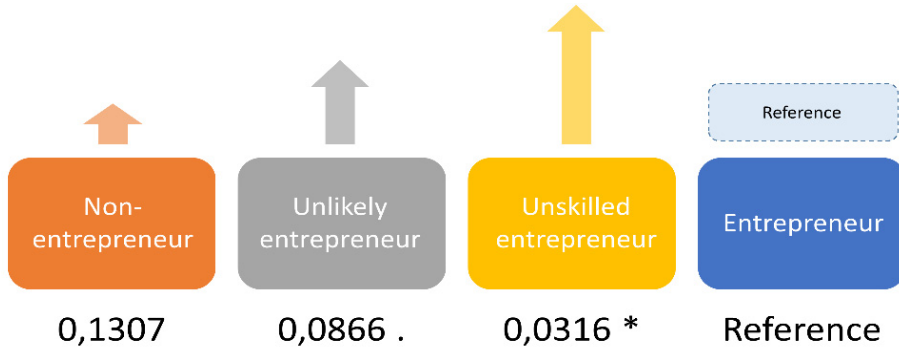 Reference
Non-
entrepreneur
Unlikely
entrepreneur
Unskilled
entrepreneur
Entrepreneur
0,1307
0,0866 .
0,0316 *
Reference